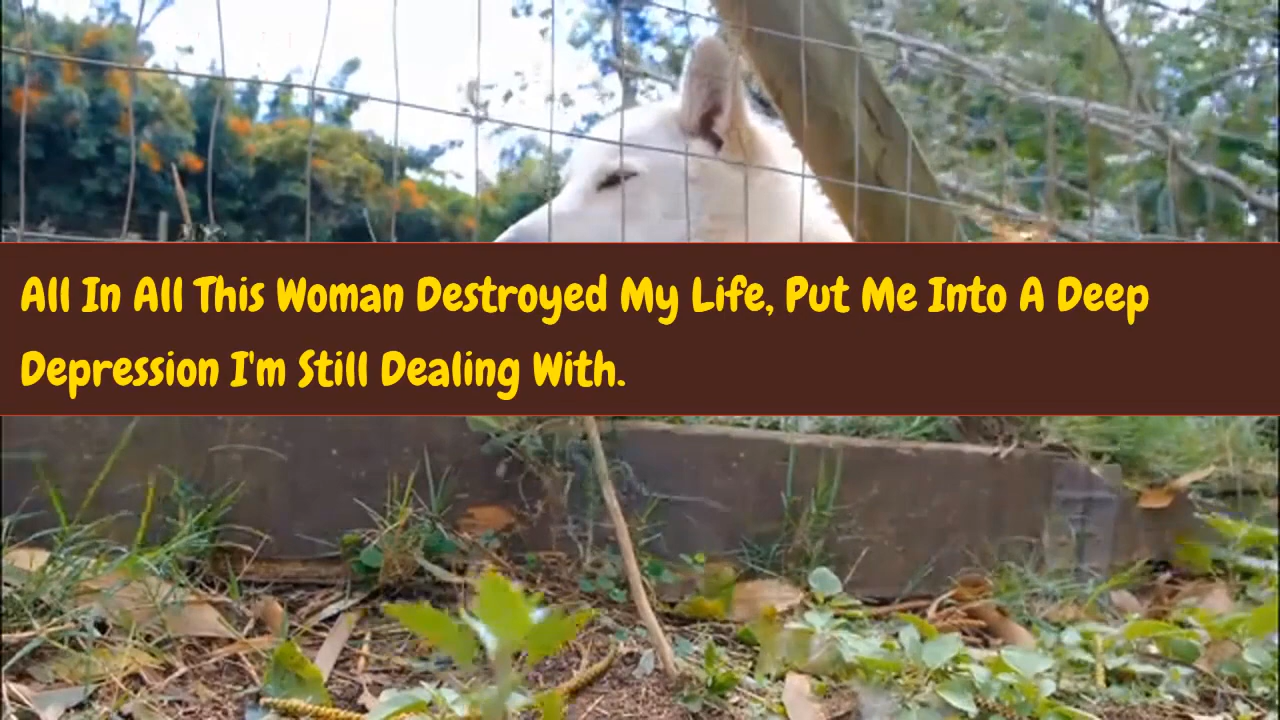 All In All This Woman Destroyed My Life, Put Me Into A Deep
Depression I'm Still Dealing With.